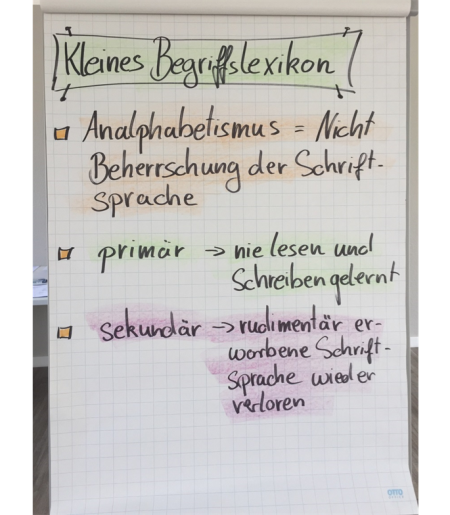 Kleines Begriffslexikon
Analphabetismus = Nicht
Beherrschung der Schrift-
sprache
primär → nie lesen und
Schreiben gelernt
sekundär → rudimentär er-
worbene Schrift-
Sprache wieder
verloren